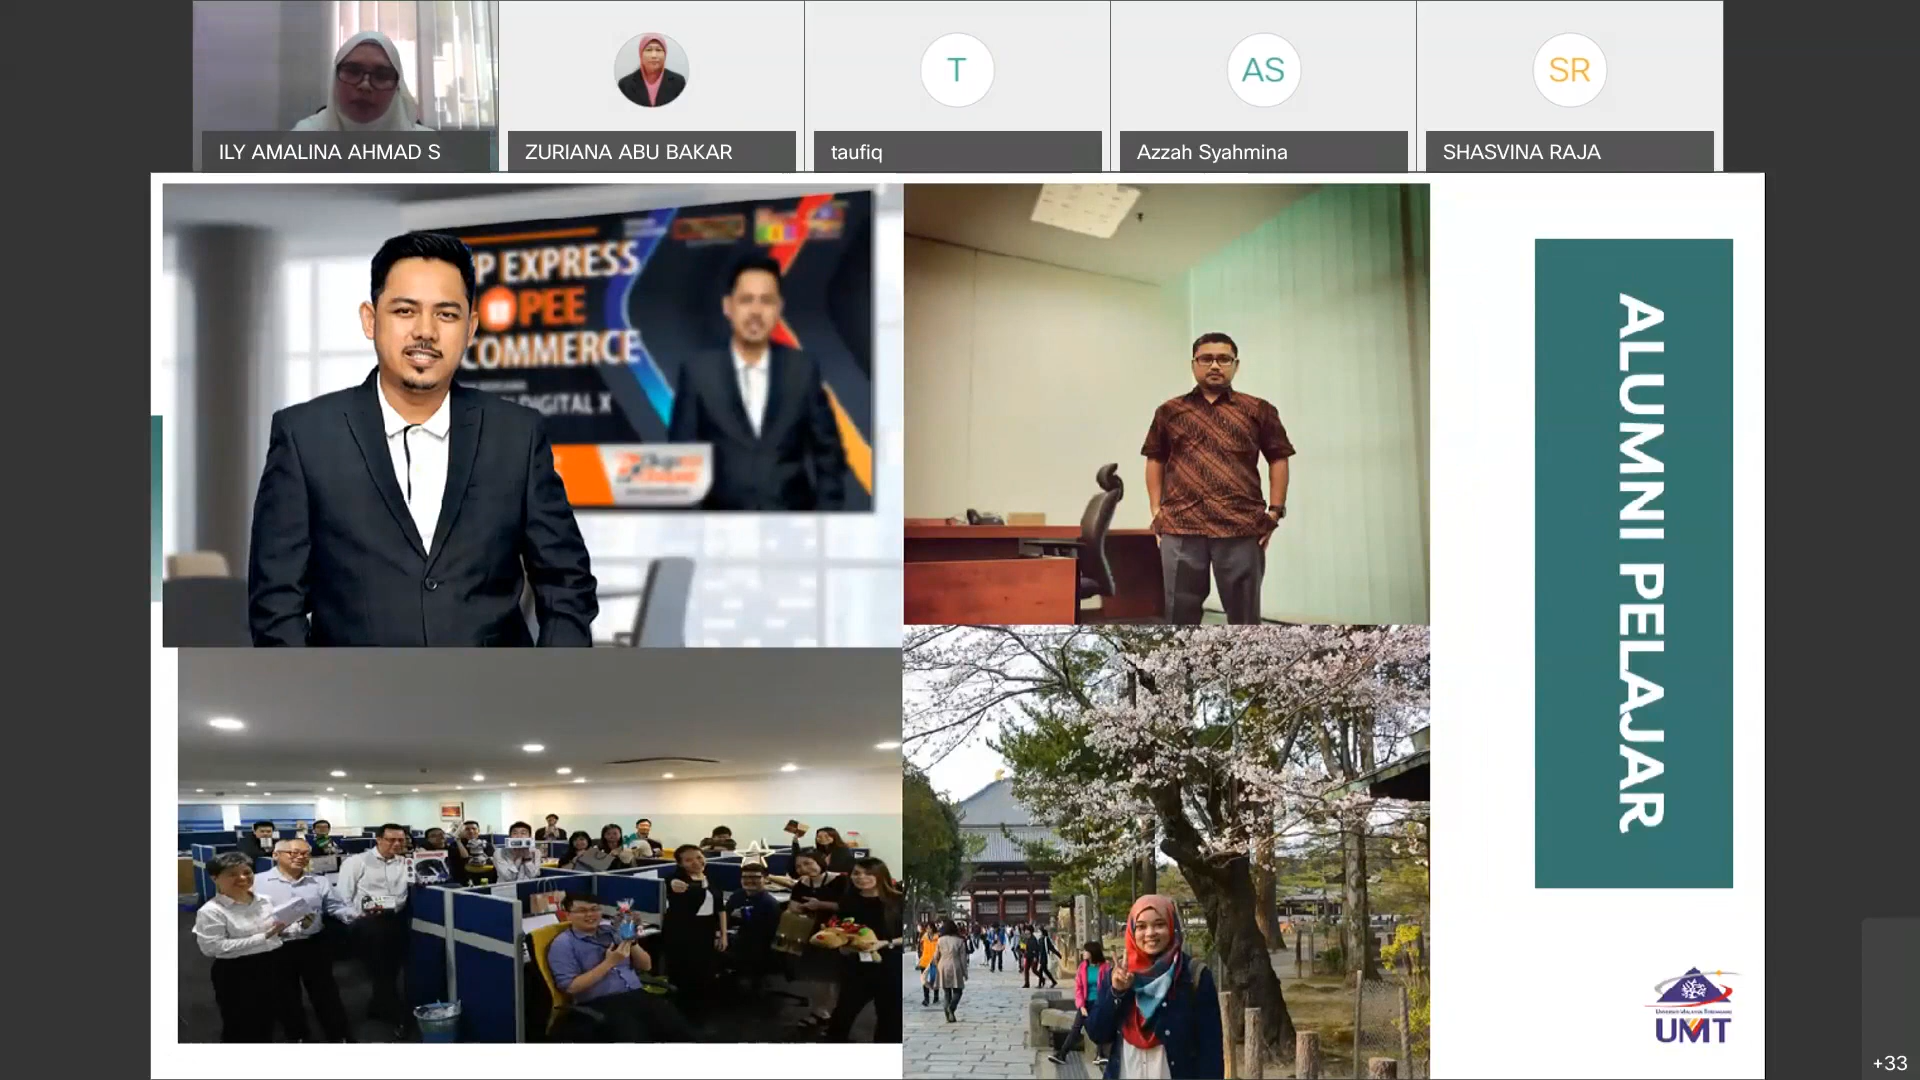 ILY AMALINA AHMAD S
ZURIANA ABU BAKAR
T
taufiq
AS
Azzah Syahmina
SR
SHASVINA RAJA
P EXPRESS
OPEE
COMMERCE
DIGITAL X
ALUMNI PELAJAR
UMT
+33